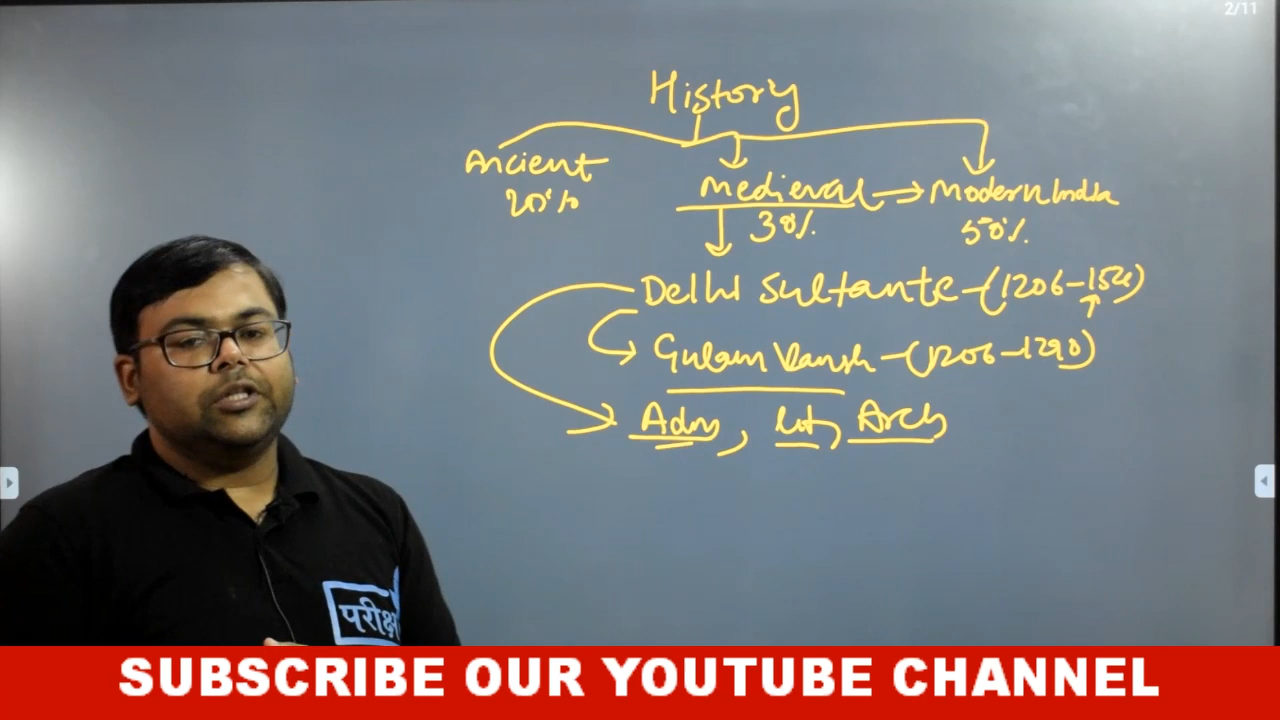 2/11
History
Ancient Medieval → Modern India
20% 30% 50%
Delhi Sultante - (1206-1526)
Gulam Vansh - (1206-1290)
Adm, Lit, Arch
परीक्ष
SUBSCRIBE OUR YOUTUBE CHANNEL